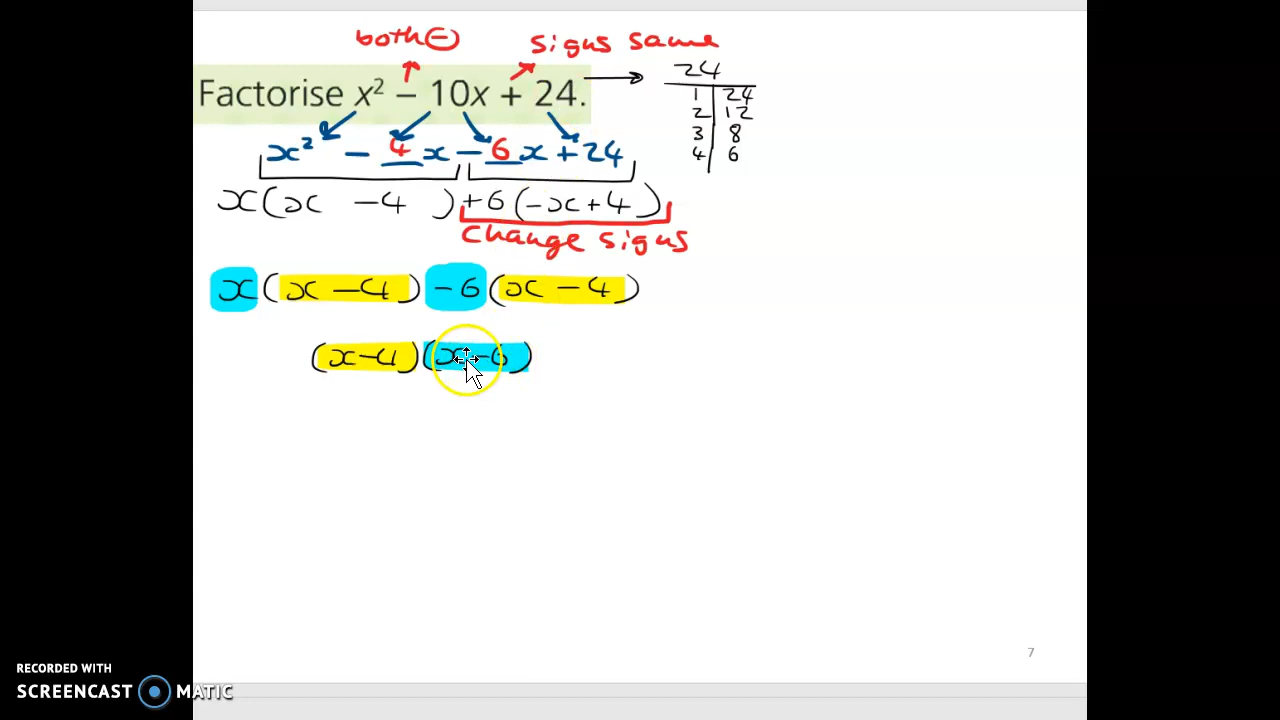 both ⊖
signs same
Factorise x² − 10x + 24.
24
1 | 24
2 | 12
3 | 8
4 | 6
x² − 4x − 6x + 24
x(x −4) +6(−x+4)
change signs
x(x −4) −6(x −4)
(x−4)(x−6)
7
RECORDED WITH
SCREENCAST MATIC